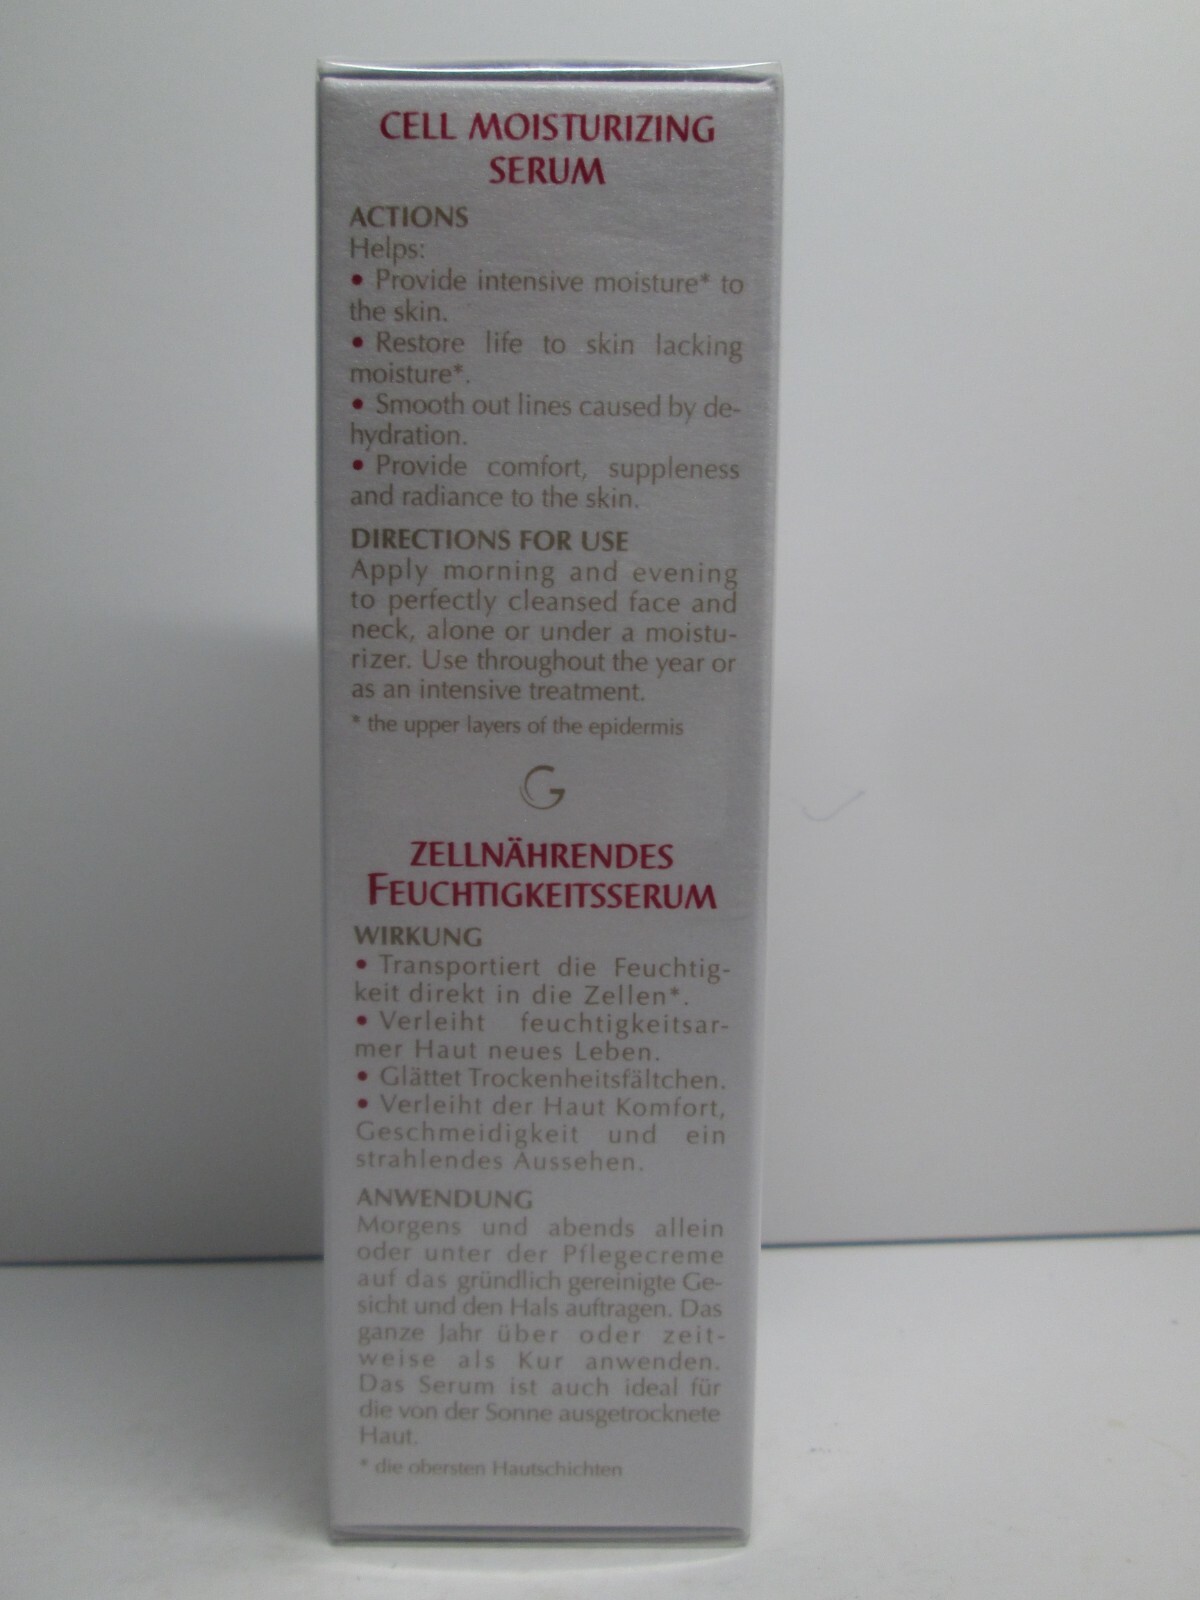 CELL MOISTURIZING
SERUM
ACTIONS
Helps:
• Provide intensive moisture* to
the skin.
• Restore life to skin lacking
moisture*.
• Smooth out lines caused by de-
hydration.
• Provide comfort, suppleness
and radiance to the skin.
DIRECTIONS FOR USE
Apply morning and evening
to perfectly cleansed face and
neck, alone or under a moistu-
rizer. Use throughout the year or
as an intensive treatment.
* the upper layers of the epidermis
G
ZELLNÄHRENDES
FEUCHTIGKEITSSERUM
WIRKUNG
• Transportiert die Feuchtig-
keit direkt in die Zellen*.
• Verleiht feuchtigkeitsar-
mer Haut neues Leben.
• Glättet Trockenheitsfältchen.
• Verleiht der Haut Komfort,
Geschmeidigkeit und ein
strahlendes Aussehen.
ANWENDUNG
Morgens und abends allein
oder unter der Pflegecreme
auf das gründlich gereinigte Ge-
sicht und den Hals auftragen. Das
ganze Jahr über oder zeit-
weise als Kur anwenden.
Das Serum ist auch ideal für
die von der Sonne ausgetrocknete
Haut.
* die obersten Hautschichten